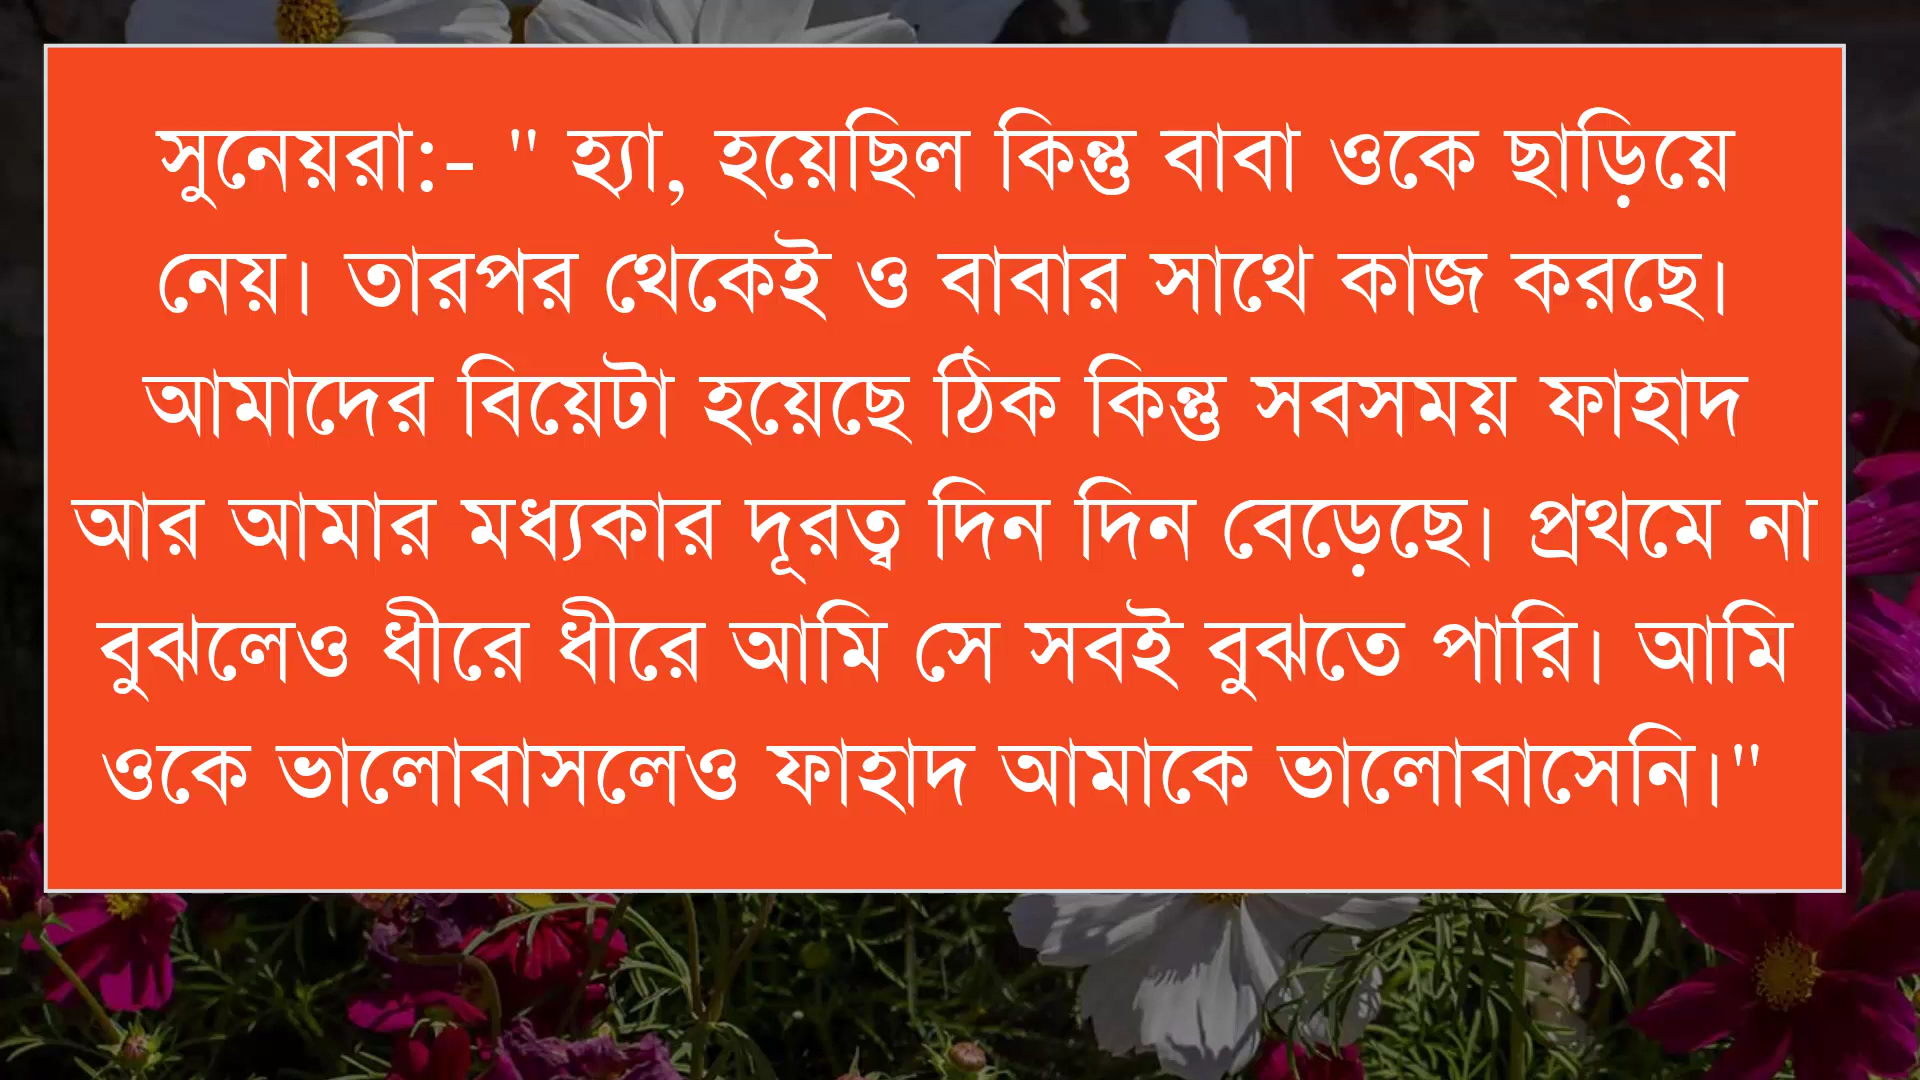 সুনেয়রা:- " হ্যা, হয়েছিল কিন্তু বাবা ওকে ছাড়িয়ে
নেয়। তারপর থেকেই ও বাবার সাথে কাজ করছে।
আমাদের বিয়েটা হয়েছে ঠিক কিন্তু সবসময় ফাহাদ
আর আমার মধ্যকার দূরত্ব দিন দিন বেড়েছে। প্রথমে না
বুঝলেও ধীরে ধীরে আমি সে সবই বুঝতে পারি। আমি
ওকে ভালোবাসলেও ফাহাদ আমাকে ভালোবাসেনি।"